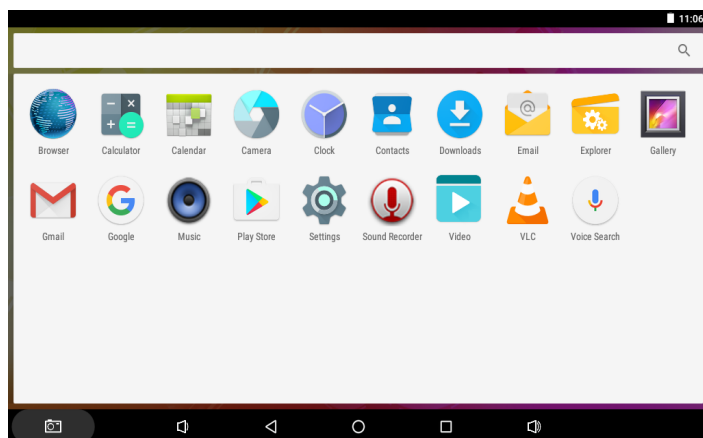 11:06
Browser Calculator Calendar Camera Clock Contacts Downloads Email Explorer Gallery
Gmail Google Music Play Store Settings Sound Recorder Video VLC Voice Search